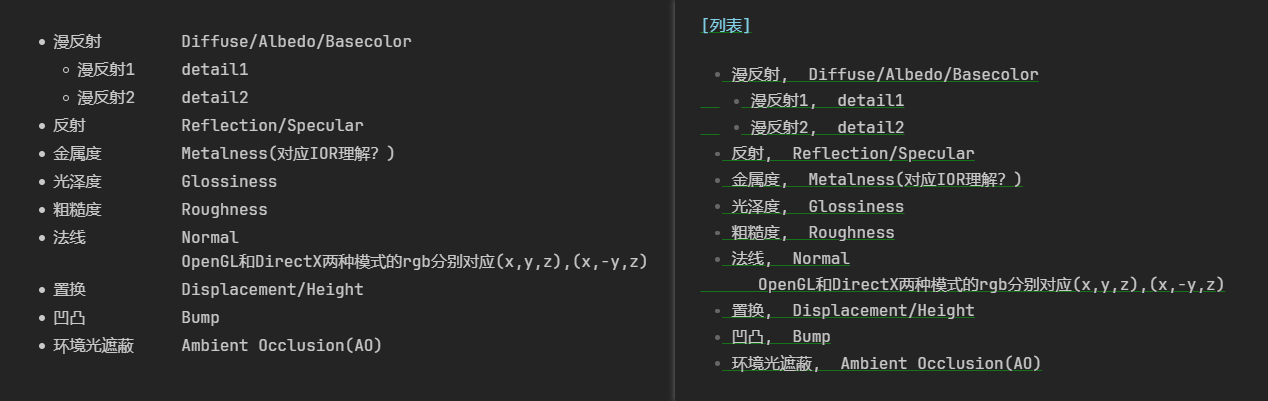 漫反射 Diffuse/Albedo/Basecolor
漫反射1 detail1
漫反射2 detail2
反射 Reflection/Specular
金属度 Metalness(对应IOR理解？)
光泽度 Glossiness
粗糙度 Roughness
法线 Normal
OpenGL和DirectX两种模式的rgb分别对应(x,y,z),(x,-y,z)
置换 Displacement/Height
凹凸 Bump
环境光遮蔽 Ambient Occlusion(AO)
[列表]
漫反射, Diffuse/Albedo/Basecolor
漫反射1, detail1
漫反射2, detail2
反射, Reflection/Specular
金属度, Metalness(对应IOR理解？)
光泽度, Glossiness
粗糙度, Roughness
法线, Normal
OpenGL和DirectX两种模式的rgb分别对应(x,y,z),(x,-y,z)
置换, Displacement/Height
凹凸, Bump
环境光遮蔽, Ambient Occlusion(AO)